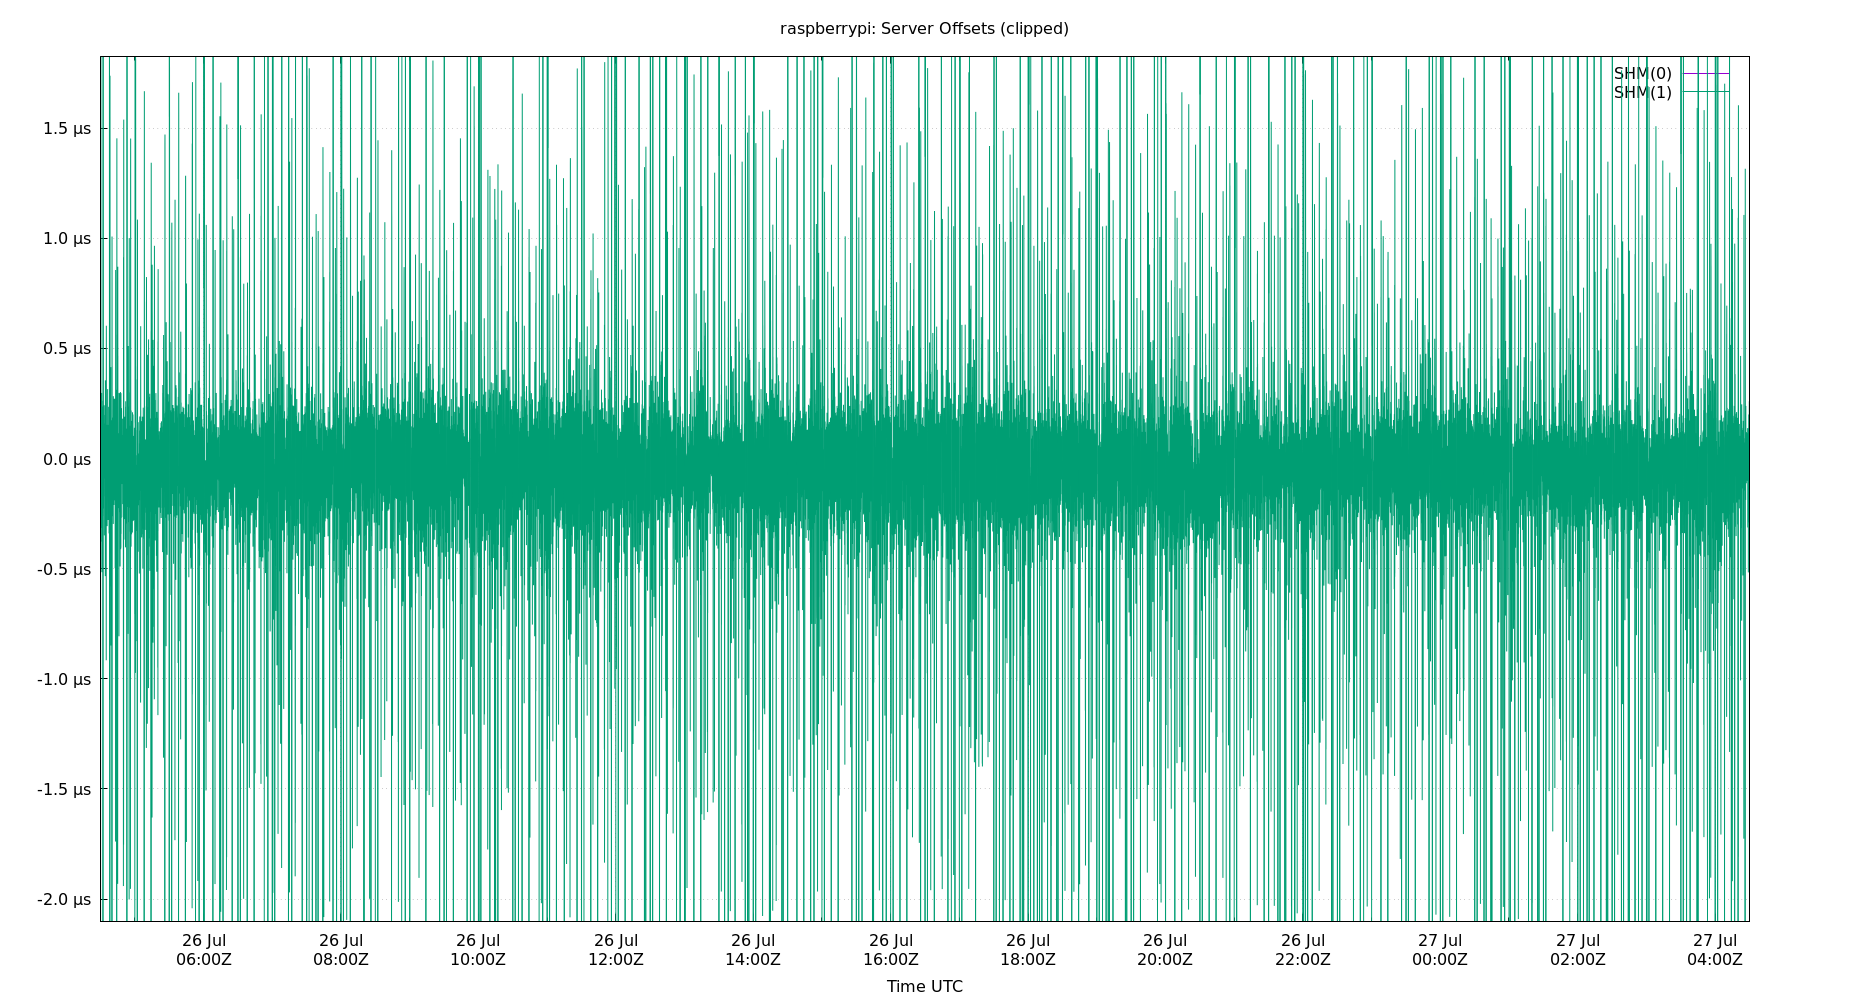 raspberrypi: Server Offsets (clipped)
SHM(0)
SHM(1)
1.5 µs
1.0 µs
0.5 µs
0.0 µs
-0.5 µs
-1.0 µs
-1.5 µs
-2.0 µs
26 Jul 26 Jul 26 Jul 26 Jul 26 Jul 26 Jul 26 Jul 26 Jul 26 Jul 27 Jul 27 Jul 27 Jul
06:00Z 08:00Z 10:00Z 12:00Z 14:00Z 16:00Z 18:00Z 20:00Z 22:00Z 00:00Z 02:00Z 04:00Z
Time UTC